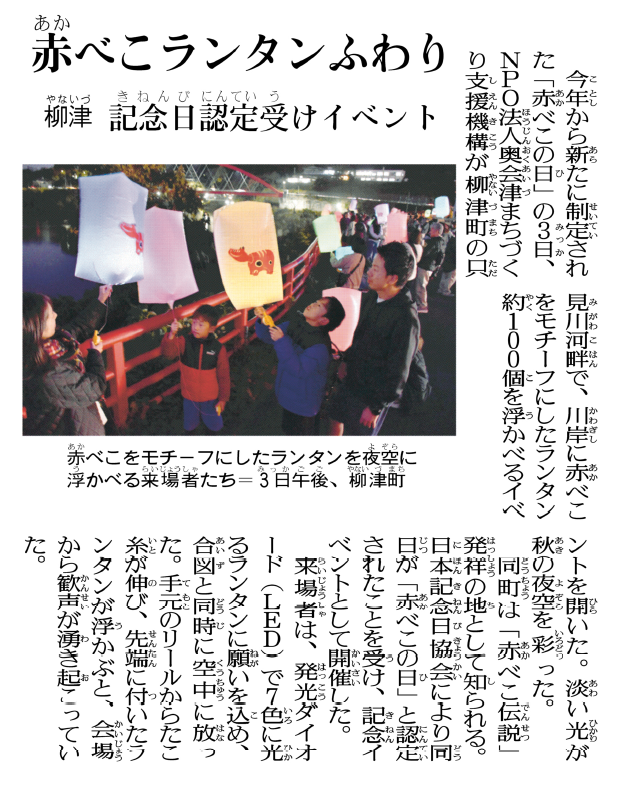 赤べこランタンふわり
柳津 記念日認定受けイベント
今年から新たに制定され
た「赤べこの日」の3日、
NPO法人奥会津まちづく
り支援機構が柳津町の只
見川河畔で、川岸に赤べこ
をモチーフにしたランタン
約100個を浮かべるイベ
赤べこをモチーフにしたランタンを夜空に
浮かべる来場者たち=3日午後、柳津町
ントを開いた。淡い光が
秋の夜空を彩った。
同町は「赤べこ伝説」
発祥の地として知られる。
日本記念日協会により同
日が「赤べこの日」と認定
されたことを受け、記念イ
ベントとして開催した。
来場者は、発光ダイオ
ード(LED)で7色に光
るランタンに願いを込め、
合図と同時に空中に放っ
た。手元のリールからたこ
糸が伸び、先端に付いたラ
ンタンが浮かぶと、会場
から歓声が湧き起こってい
た。